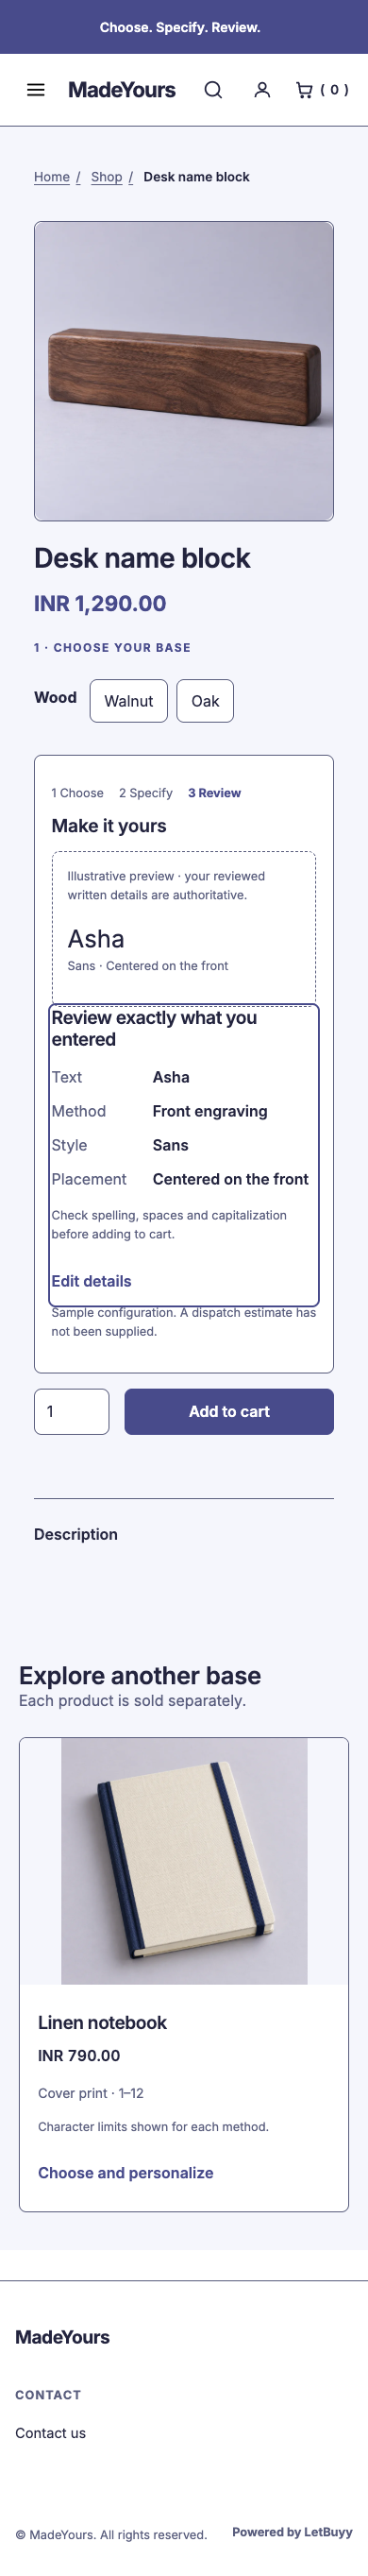 Choose. Specify. Review.
MadeYours
( 0 )
Home / Shop / Desk name block
Desk name block
INR 1,290.00
1 · CHOOSE YOUR BASE
Wood
Walnut
Oak
1 Choose 2 Specify 3 Review
Make it yours
Illustrative preview · your reviewed
written details are authoritative.
Asha
Sans · Centered on the front
Review exactly what you
entered
Text Asha
Method Front engraving
Style Sans
Placement Centered on the front
Check spelling, spaces and capitalization
before adding to cart.
Edit details
Sample configuration. A dispatch estimate has
not been supplied.
1
Add to cart
Description
Explore another base
Each product is sold separately.
Linen notebook
INR 790.00
Cover print · 1–12
Character limits shown for each method.
Choose and personalize
MadeYours
CONTACT
Contact us
© MadeYours. All rights reserved.
Powered by LetBuyy